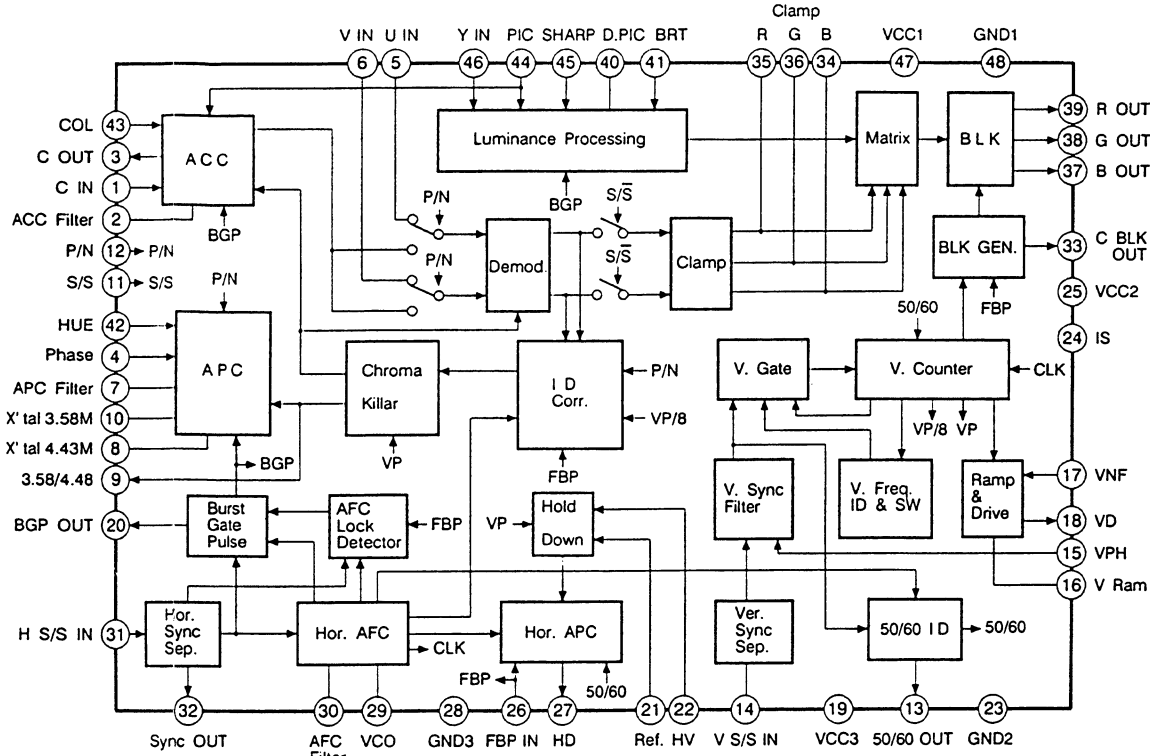 Clamp
V IN U IN Y IN PIC SHARP D.PIC BRT R G B VCC1 GND1
6 5 46 44 45 40 41 35 36 34 47 48
COL 43
C OUT 3
C IN 1
ACC Filter 2
P/N 12 P/N
S/S 11 S/S
HUE 42
Phase 4
APC Filter 7
X' tal 3.58M 10
X' tal 4.43M 8
3.58/4.48 9
BGP OUT 20
H S/S IN 31
ACC
BGP
P/N
APC
BGP
Luminance Processing
BGP
P/N
P/N
Demod.
S/S̅
S/S̅
Clamp
Matrix
BLK
39 R OUT
38 G OUT
37 B OUT
BLK GEN.
FBP
33 C BLK
OUT
25 VCC2
24 IS
Chroma
Killar
VP
I D
Corr.
P/N
VP/8
FBP
V. Gate
50/60
V. Counter
CLK
VP/8 VP
V. Sync
Filter
V. Freq.
ID & SW
Ramp
&
Drive
17 VNF
18 VD
15 VPH
16 V Ram
Burst
Gate
Pulse
AFC
Lock
Detector
FBP
VP
Hold
Down
Hor.
Sync
Sep.
Hor. AFC
CLK
Hor. APC
FBP
50/60
Ver.
Sync
Sep.
50/60 ID
50/60
32 30 29 28 26 27 21 22 14 19 13 23
Sync OUT AFC VCO GND3 FBP IN HD Ref. HV V S/S IN VCC3 50/60 OUT GND2
Filter